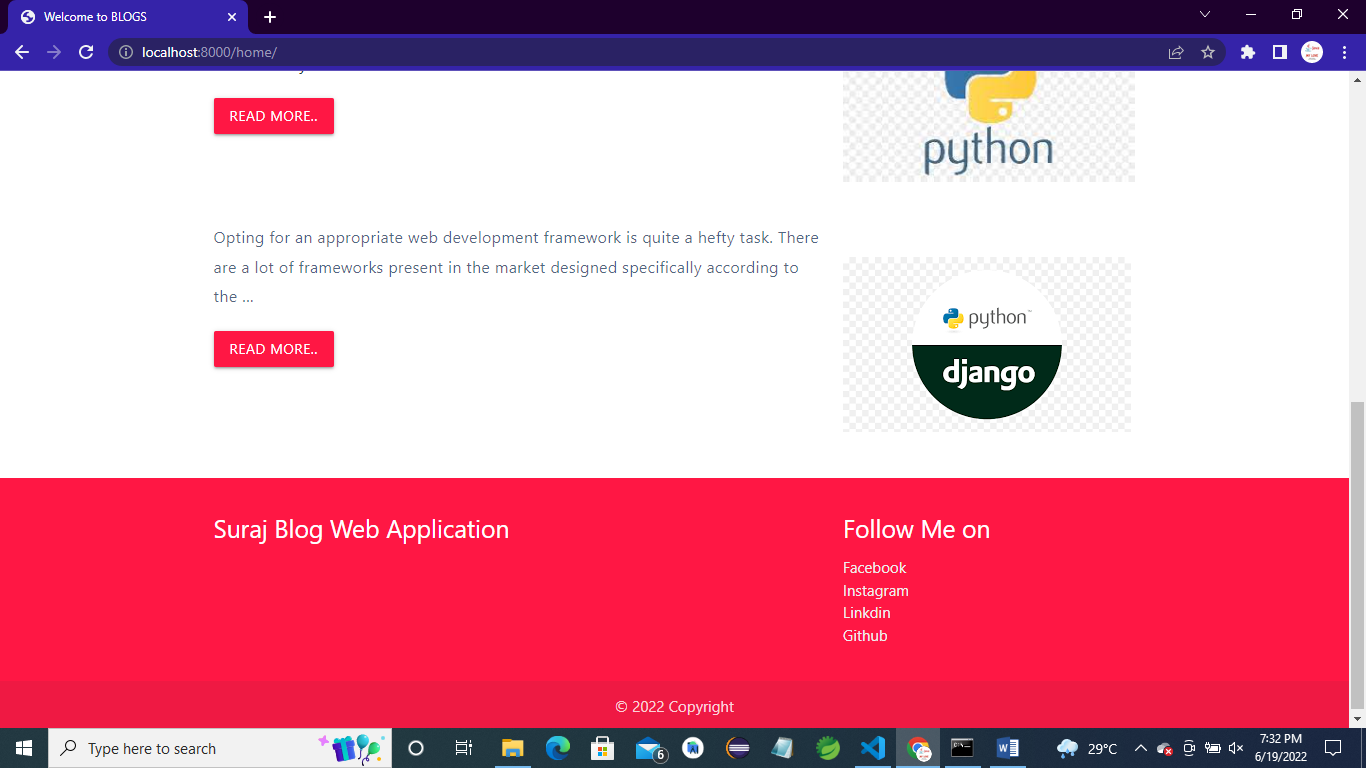 Welcome to BLOGS
localhost:8000/home/
READ MORE..
python
Opting for an appropriate web development framework is quite a hefty task. There
are a lot of frameworks present in the market designed specifically according to
the ...
READ MORE..
python
django
Suraj Blog Web Application
Follow Me on
Facebook
Instagram
Linkdin
Github
© 2022 Copyright
Type here to search
6
29°C
7:32 PM
6/19/2022